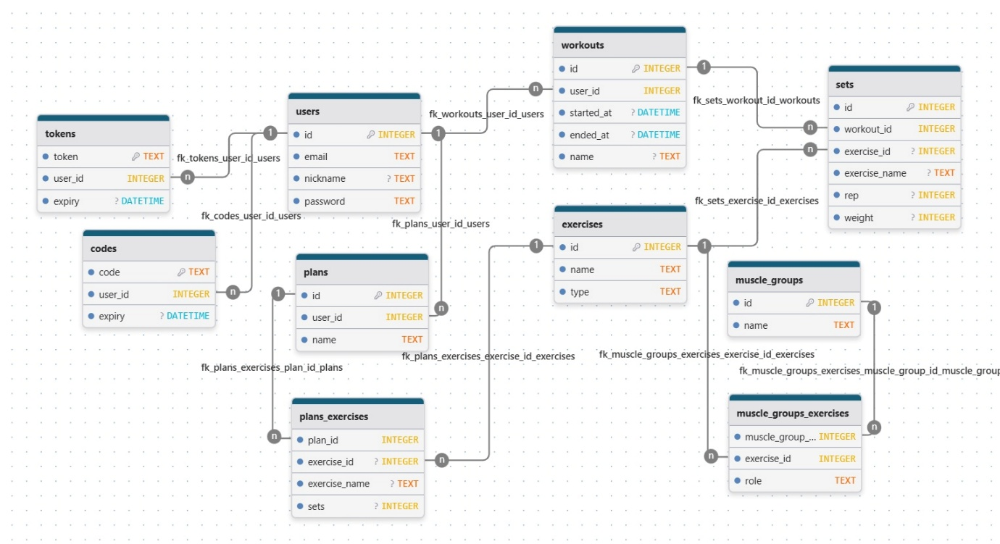 workouts
id INTEGER
user_id INTEGER
started_at ? DATETIME
ended_at ? DATETIME
name ? TEXT
sets
id INTEGER
workout_id INTEGER
exercise_id ? INTEGER
exercise_name ? TEXT
rep ? INTEGER
weight ? INTEGER
users
id INTEGER
email TEXT
nickname ? TEXT
password TEXT
tokens
token TEXT
user_id INTEGER
expiry ? DATETIME
codes
code TEXT
user_id INTEGER
expiry ? DATETIME
plans
id INTEGER
user_id INTEGER
name TEXT
exercises
id INTEGER
name TEXT
type TEXT
muscle_groups
id INTEGER
name TEXT
plans_exercises
plan_id INTEGER
exercise_id ? INTEGER
exercise_name ? TEXT
sets ? INTEGER
muscle_groups_exercises
muscle_group_... INTEGER
exercise_id INTEGER
role TEXT
fk_workouts_user_id_users
1
n
fk_sets_workout_id_workouts
1
n
fk_tokens_user_id_users
1
n
fk_codes_user_id_users
n
fk_plans_user_id_users
n
fk_sets_exercise_id_exercises
1
n
fk_plans_exercises_plan_id_plans
1
n
fk_plans_exercises_exercise_id_exercises
1
n
fk_muscle_groups_exercises_exercise_id_exercises
n
fk_muscle_groups_exercises_muscle_group_id_muscle_group
1
n